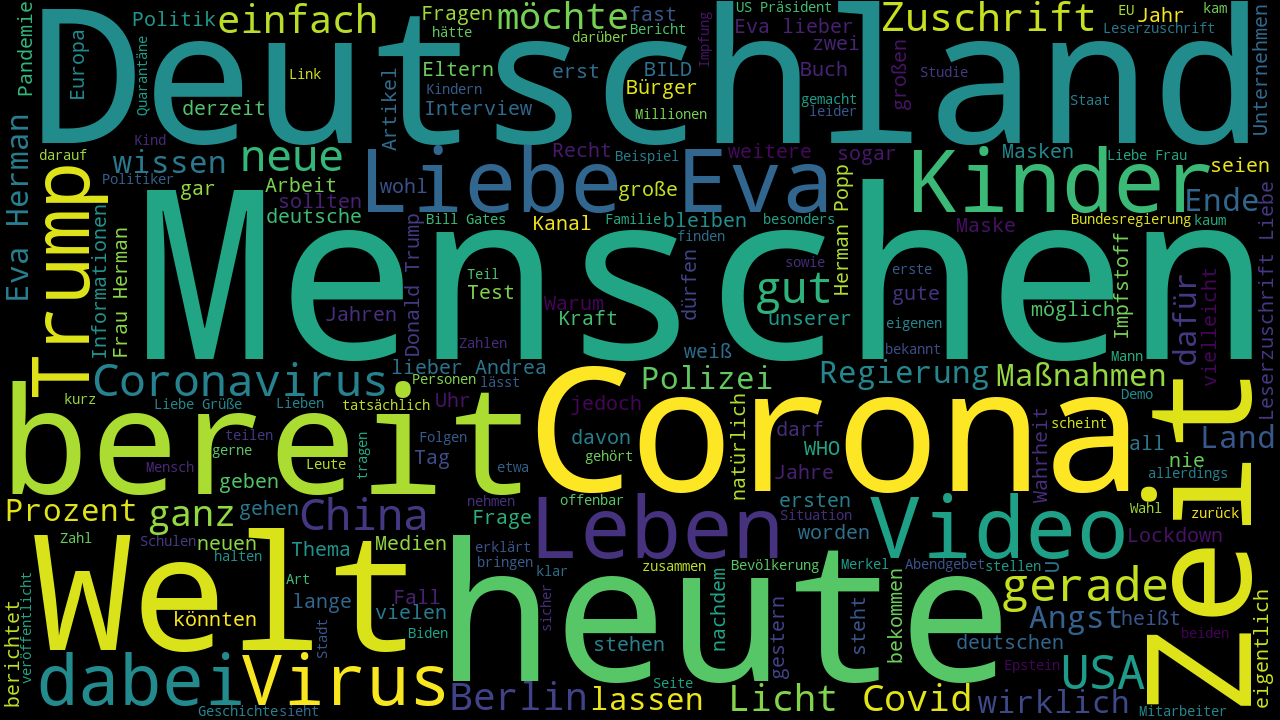 Pandemie
Europa
Politik
einfach
Quarantäne
derzeit
Link
Fragen
hätte
möchte
darüber
fast
Bericht
US Präsident
Impfung
Eva lieber
zwei
Zuschrift
EU
Jahr
kam
Leserzuschrift
Unternehmen
Deutschland
Artikel
Eltern
Kindern
Interview
erst
BILD
Bürger
Millionen
Buch
gemacht
leider
großen
Studie
Staat
Eva Herman
darauf
Kind
wissen
Politiker
neue
gar
Arbeit
sollten
deutsche
Liebe
wohl
Recht
Beispiel
große
weitere
Eva
sogar
Kinder
Masken
Liebe Frau
seien
Ende
Trump
Informationen
Frau Herman
Bill Gates
Kanal
Familie
bleiben
besonders
finden
Herman Popp
Maske
Bundesregierung
kaum
Leserzuschrift Liebe
Menschen
Donald Trump
Jahren
Teil
Test
Zahlen
Warum
Kraft
dürfen
weiß
gut
sowie
unserer
erste
gute
eigenen
bekannt
möglich
Impfstoff
Mann
dafür
vielleicht
Coronavirus
lieber Andrea
Personen
lässt
Polizei
Regierung
Maßnahmen
Demo
kurz
Liebe Grüße
Lieben
tatsächlich
Uhr
jedoch
bereit
teilen
gerne
Mensch
Leute
geben
tragen
Folgen
Tag
etwa
Corona
davon
gehört
natürlich
darf
WHO
Jahre
Wahrheit
scheint
all
nie
allerdings
Land
Zeit
Prozent
ganz
gehen
China
nehmen
offenbar
Frage
Leben
ersten
Situation
worden
Video
Wahl
zurück
Lockdown
Zahl
Schulen
neuen
halten
Thema
Medien
erklärt
bringen
klar
zusammen
Bevölkerung
Merkel
Abendgebet
stellen
gerade
Welt
Art
lange
Fall
vielen
könnten
Stadt
Biden
heute
sicher
stehen
nachdem
gestern
steht
bekommen
Angst
heißt
deutschen
beiden
Epstein
USA
berichtet
veröffentlicht
dabei
Virus
Geschichte
sieht
Berlin
lassen
Seite
Licht
Covid
wirklich
Mitarbeiter
eigentlich